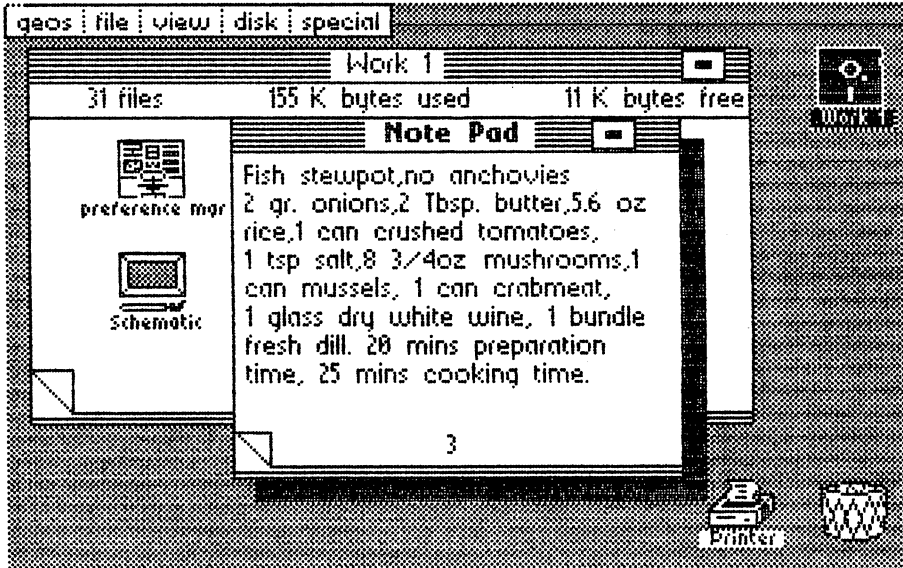 geos file view disk special
Work 1
31 files 155 K bytes used 11 K bytes free
Work 1
Note Pad
preference mgr
Schematic
Fish stewpot,no anchovies
2 gr. onions,2 Tbsp. butter,5.6 oz
rice,1 can crushed tomatoes,
1 tsp salt,8 3/4oz mushrooms,1
can mussels, 1 can crabmeat,
1 glass dry white wine, 1 bundle
fresh dill. 20 mins preparation
time, 25 mins cooking time.
3
Printer